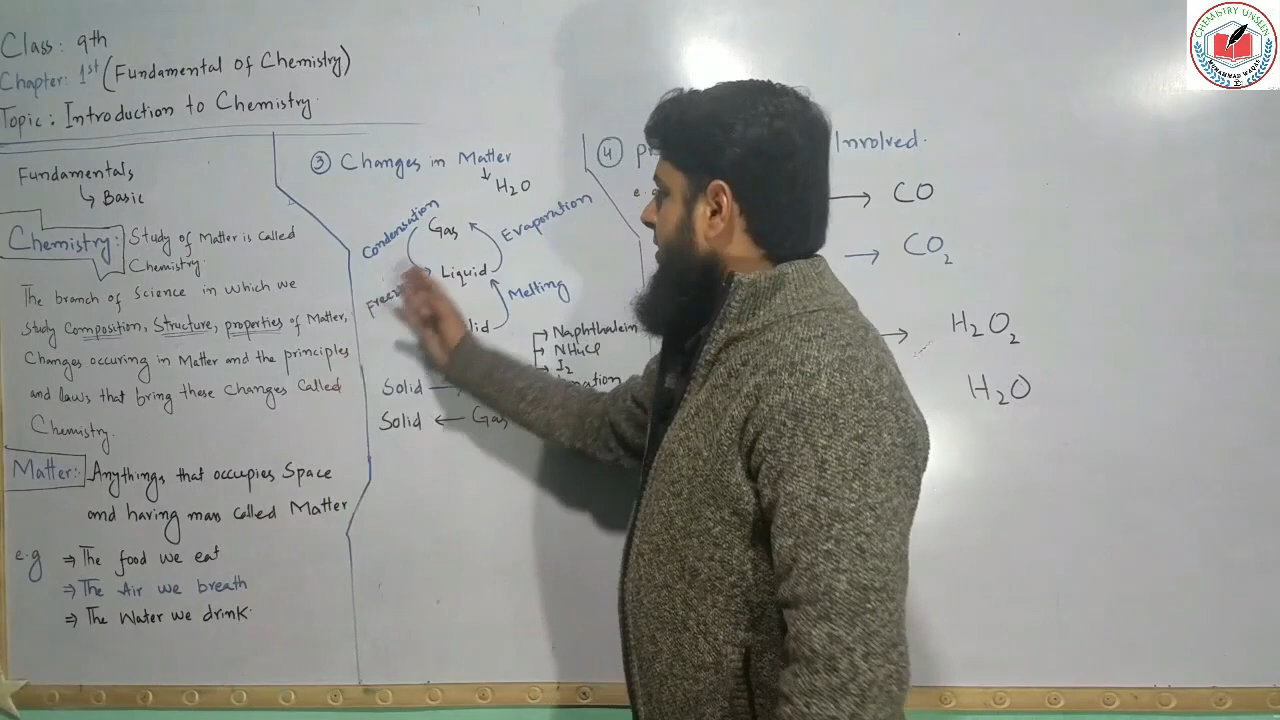 Class: 9th
Chapter: 1st (Fundamental of Chemistry)
Topic: Introduction to Chemistry.
Fundamentals
↳ Basic
Chemistry: Study of Matter is called
Chemistry.
The branch of Science in which we
study Composition, Structure, properties of Matter,
Changes occuring in Matter and the principles
and laws that bring these Changes Called
Chemistry.
Matter:- Anythings that occupies Space
and having mass called Matter
e.g ⇒ The food we eat
⇒ The Air we breath
⇒ The Water we drink.
③ Changes in Matter
H2O
Condensation
Gas
Evaporation
Liquid
Melting
Naphthalein
NH4Cl
I2
Solid →
Solid ← Gas
④ Involved.
e.g
→ CO
→ CO2
→ H2O2
H2O
CHEMISTRY UNSEEN
MUHAMMAD WAQAS